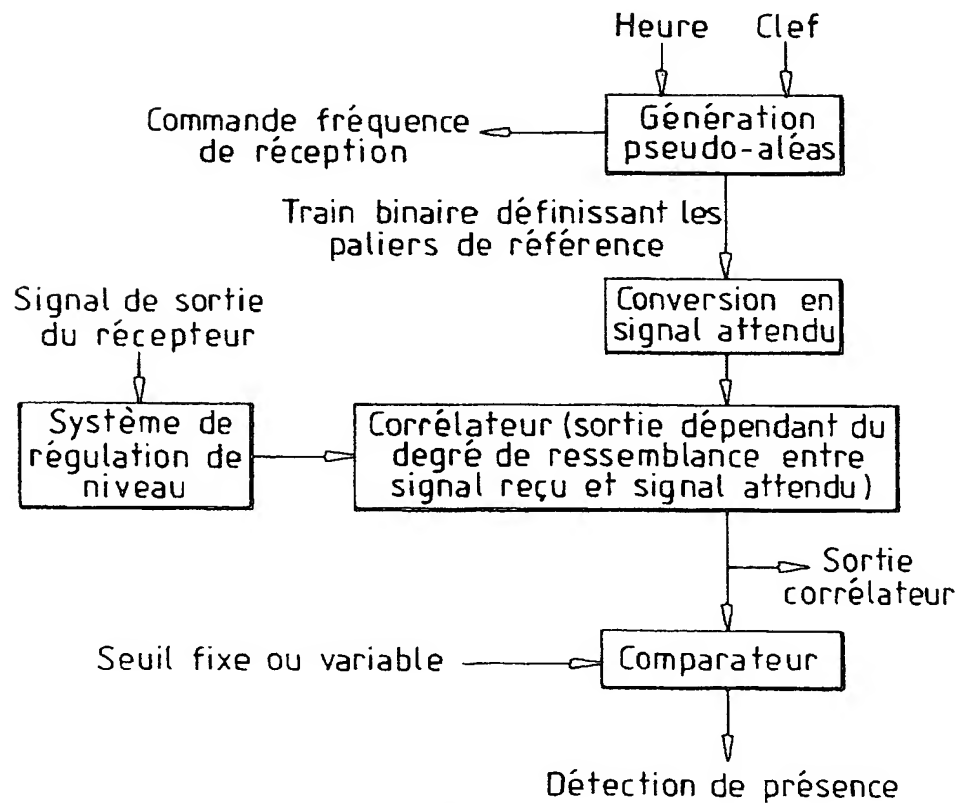 Heure Clef
Génération
pseudo-aléas
Commande fréquence
de réception
Train binaire définissant les
paliers de référence
Conversion en
signal attendu
Signal de sortie
du récepteur
Système de
régulation de
niveau
Corrélateur (sortie dépendant du
degré de ressemblance entre
signal reçu et signal attendu)
Sortie
corrélateur
Seuil fixe ou variable
Comparateur
Détection de présence